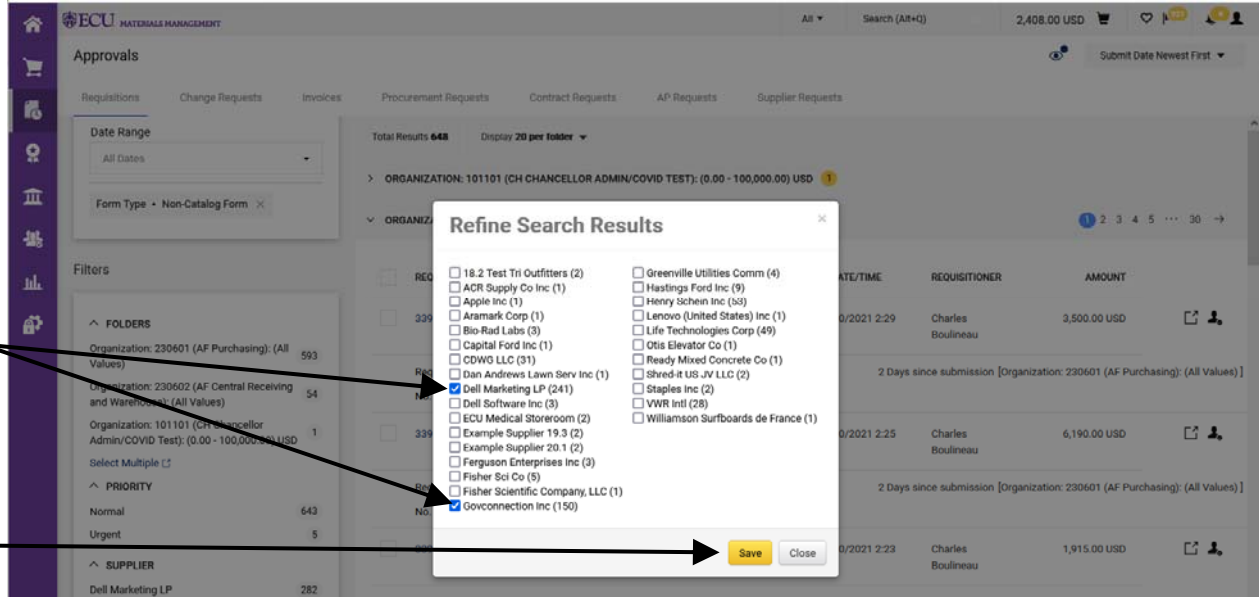 ECU MATERIALS MANAGEMENT
All
Search (Alt+Q)
2,408.00 USD
Approvals
Submit Date Newest First
Requisitions Change Requests Invoices Procurement Requests Contract Requests AP Requests Supplier Requests
Date Range
All Dates
Form Type • Non-Catalog Form ×
Total Results 648 Display 20 per folder
> ORGANIZATION: 101101 (CH CHANCELLOR ADMIN/COVID TEST): (0.00 - 100,000.00) USD 1
ORGANIZA
1 2 3 4 5 ... 30 →
Filters
FOLDERS
Organization: 230601 (AF Purchasing): (All
Values) 593
Organization: 230602 (AF Central Receiving
and Warehouse): (All Values) 54
Organization: 101101 (CH Chancellor
Admin/COVID Test): (0.00 - 100,000.00) USD 1
Select Multiple
PRIORITY
Normal 643
Urgent 5
SUPPLIER
Dell Marketing LP 282
Refine Search Results ×
18.2 Test Tri Outfitters (2)
ACR Supply Co Inc (1)
Apple Inc (1)
Aramark Corp (1)
Bio-Rad Labs (3)
Capital Ford Inc (1)
CDWG LLC (31)
Dan Andrews Lawn Serv Inc (1)
Dell Marketing LP (241)
Dell Software Inc (3)
ECU Medical Storeroom (2)
Example Supplier 19.3 (2)
Example Supplier 20.1 (2)
Ferguson Enterprises Inc (3)
Fisher Sci Co (5)
Fisher Scientific Company, LLC (1)
Govconnection Inc (150)
Greenville Utilities Comm (4)
Hastings Ford Inc (9)
Henry Schein Inc (53)
Lenovo (United States) Inc (1)
Life Technologies Corp (49)
Otis Elevator Co (1)
Ready Mixed Concrete Co (1)
Shred-it US JV LLC (2)
Staples Inc (2)
VWR Intl (28)
Williamson Surfboards de France (1)
Save Close
REQ ATE/TIME REQUISITIONER AMOUNT
339 0/2021 2:29 Charles 3,500.00 USD
Boulineau
Req 2 Days since submission [Organization: 230601 (AF Purchasing): (All Values)]
No.
339 0/2021 2:25 Charles 6,190.00 USD
Boulineau
Req 2 Days since submission [Organization: 230601 (AF Purchasing): (All Values)]
No.
0/2021 2:23 Charles 1,915.00 USD
Boulineau